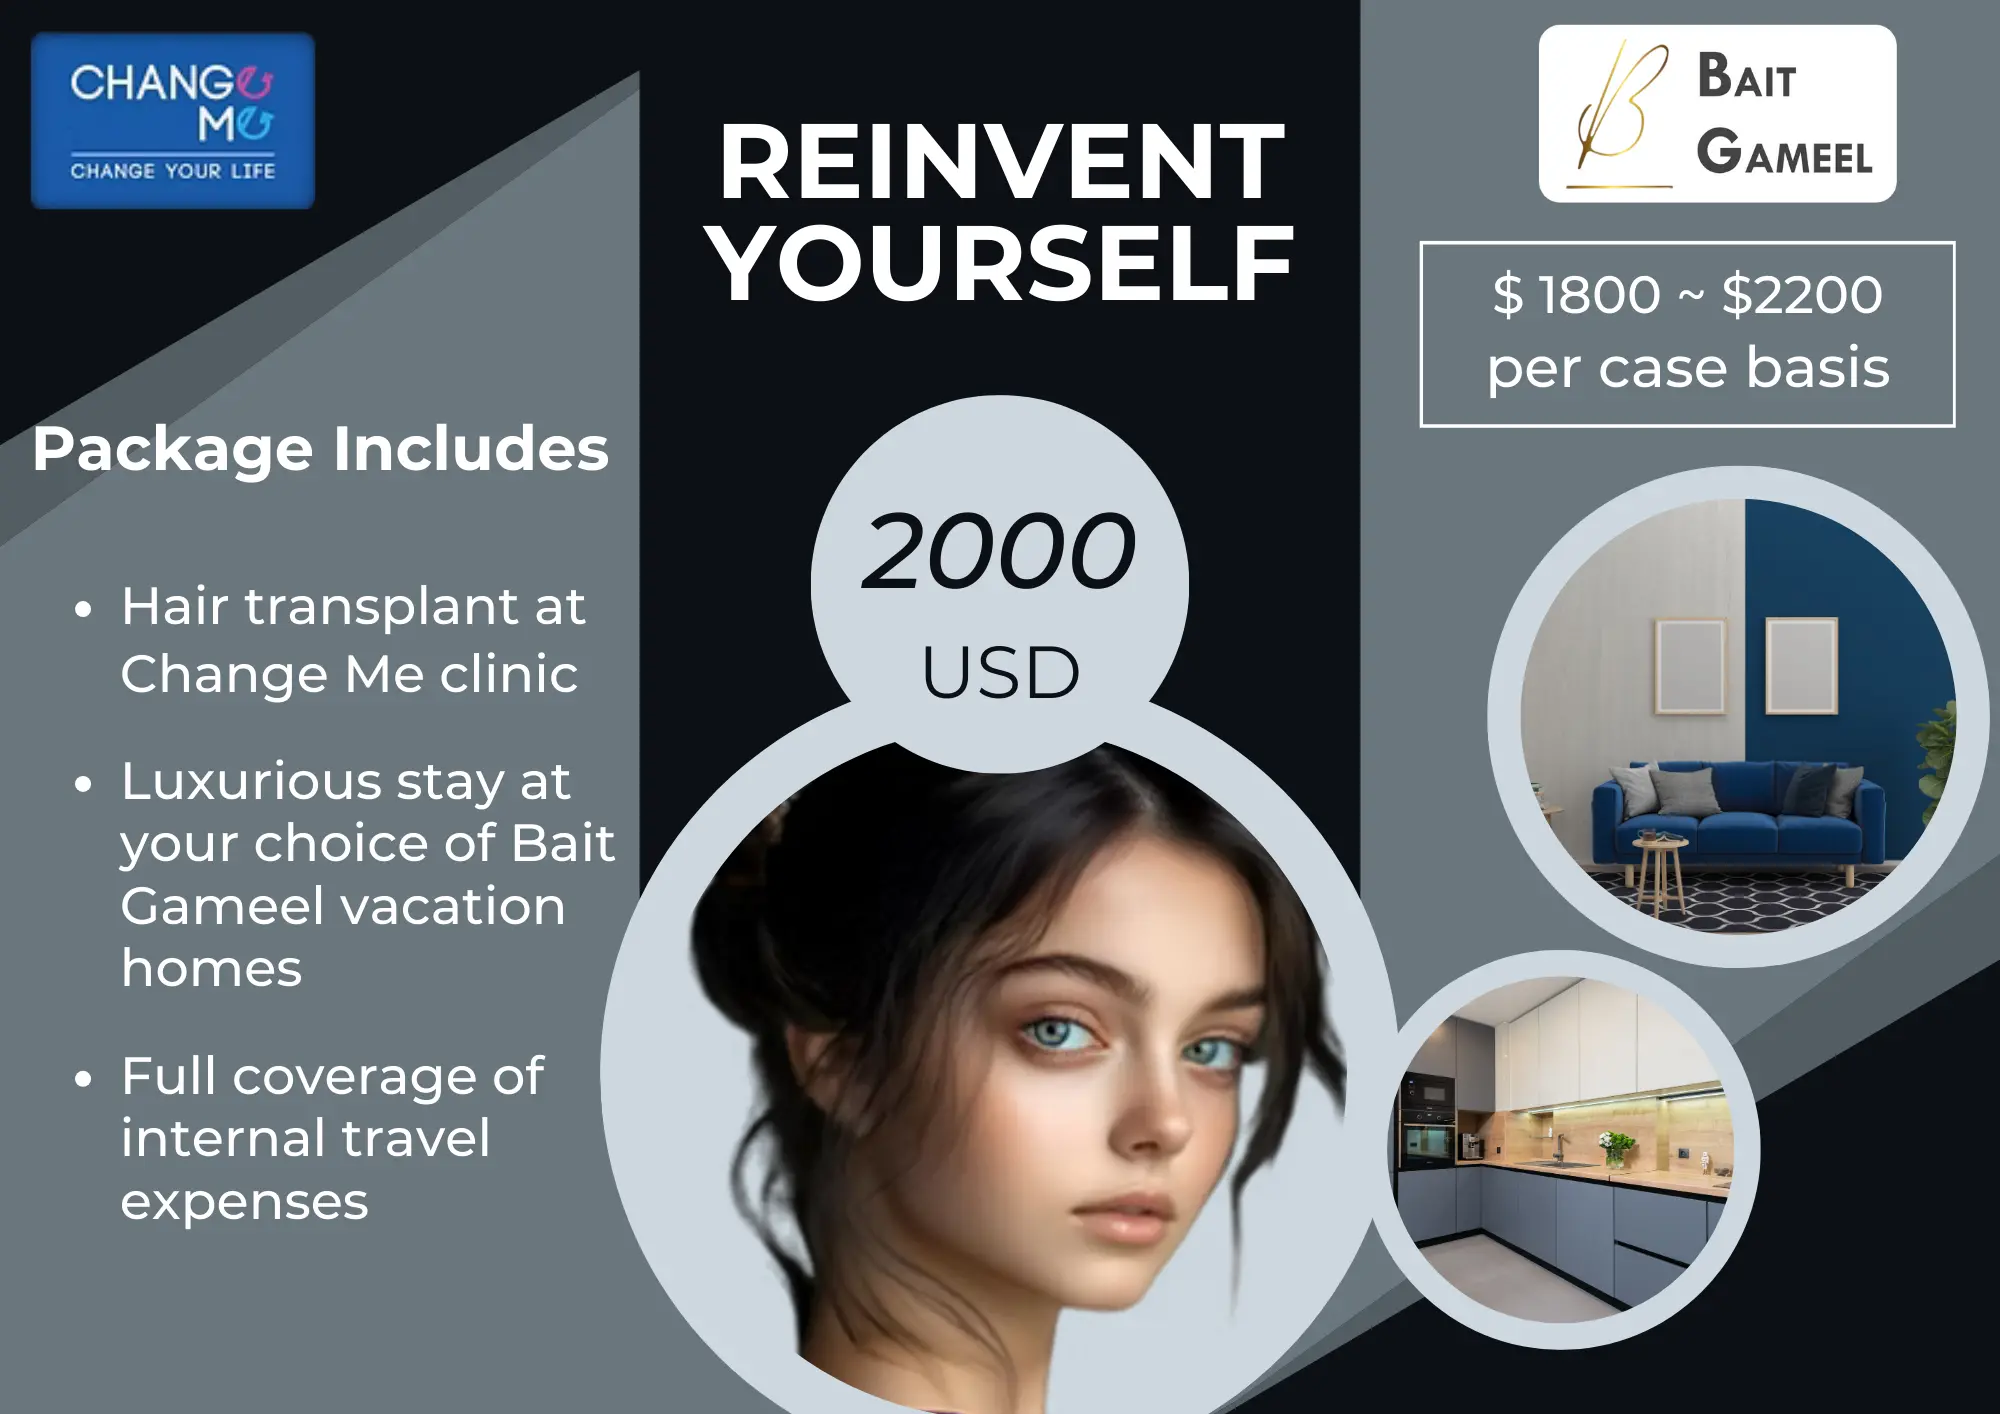 CHANGE
ME
CHANGE YOUR LIFE
REINVENT
YOURSELF
BAIT
GAMEEL
$ 1800 ~ $2200
per case basis
Package Includes
• Hair transplant at
Change Me clinic
• Luxurious stay at
your choice of Bait
Gameel vacation
homes
• Full coverage of
internal travel
expenses
2000
USD